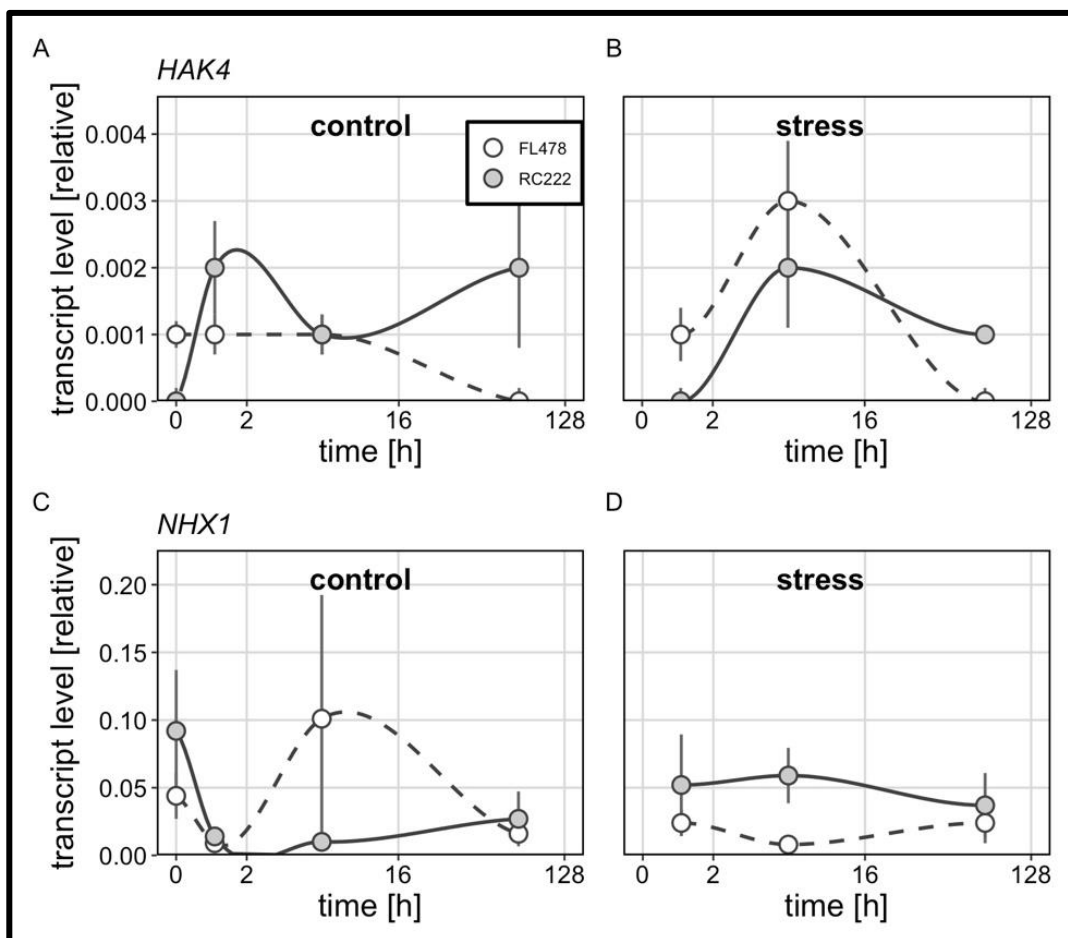 A
B
HAK4
control
stress
FL478
RC222
transcript level [relative]
0.004
0.003
0.002
0.001
0.000
0 2 16 128
0 2 16 128
time [h]
time [h]
C
D
NHX1
control
stress
transcript level [relative]
0.20
0.15
0.10
0.05
0.00
0 2 16 128
0 2 16 128
time [h]
time [h]